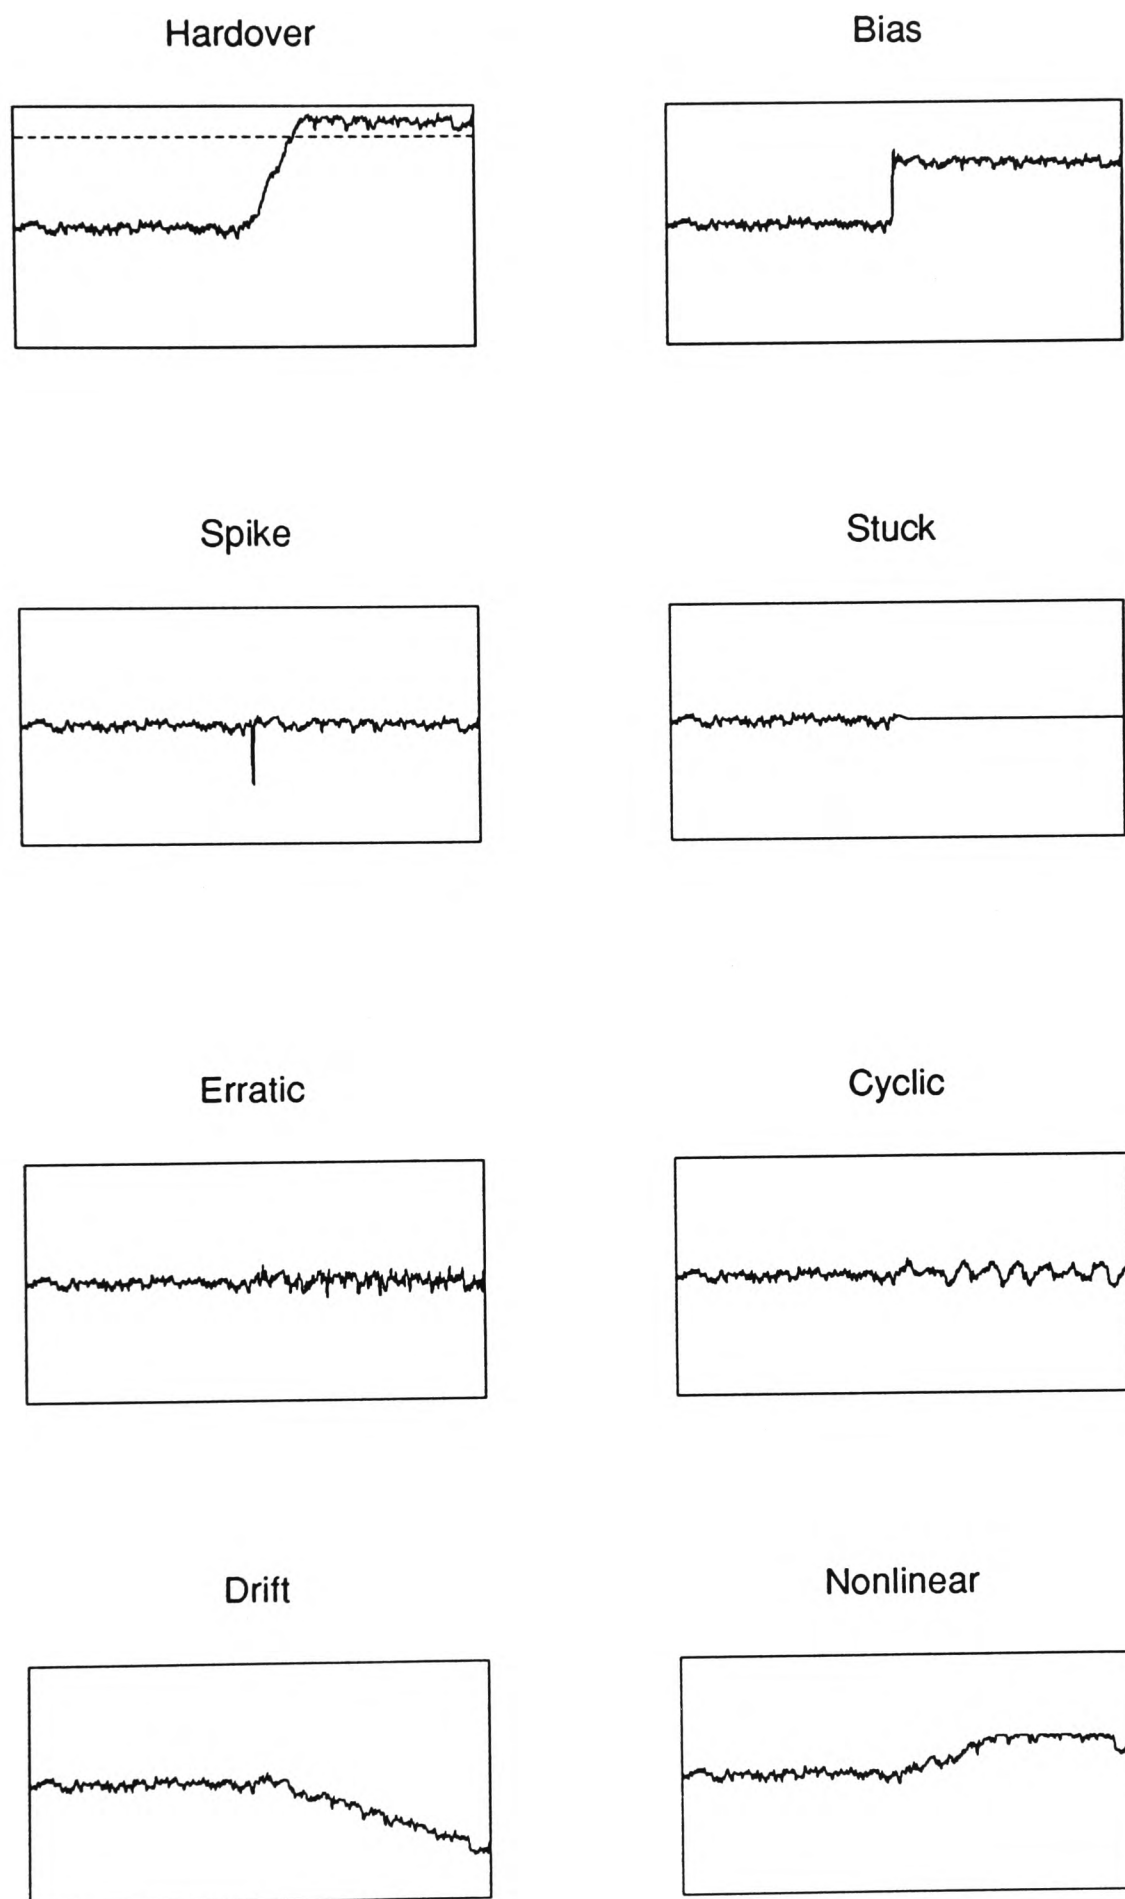 Hardover
Bias
Spike
Stuck
Erratic
Cyclic
Drift
Nonlinear